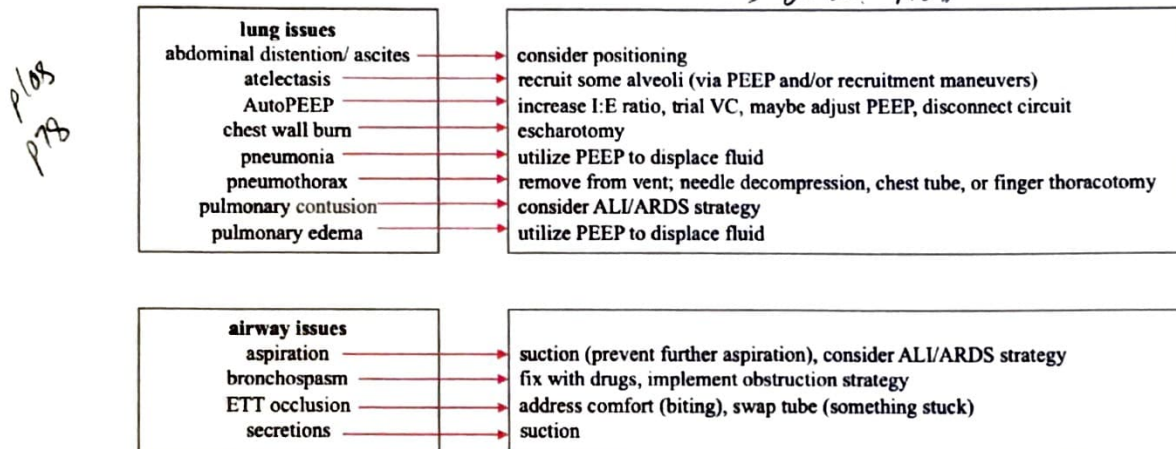 p108
p78
lung issues
abdominal distention/ ascites consider positioning
atelectasis recruit some alveoli (via PEEP and/or recruitment maneuvers)
AutoPEEP increase I:E ratio, trial VC, maybe adjust PEEP, disconnect circuit
chest wall burn escharotomy
pneumonia utilize PEEP to displace fluid
pneumothorax remove from vent; needle decompression, chest tube, or finger thoracotomy
pulmonary contusion consider ALI/ARDS strategy
pulmonary edema utilize PEEP to displace fluid
airway issues
aspiration suction (prevent further aspiration), consider ALI/ARDS strategy
bronchospasm fix with drugs, implement obstruction strategy
ETT occlusion address comfort (biting), swap tube (something stuck)
secretions suction